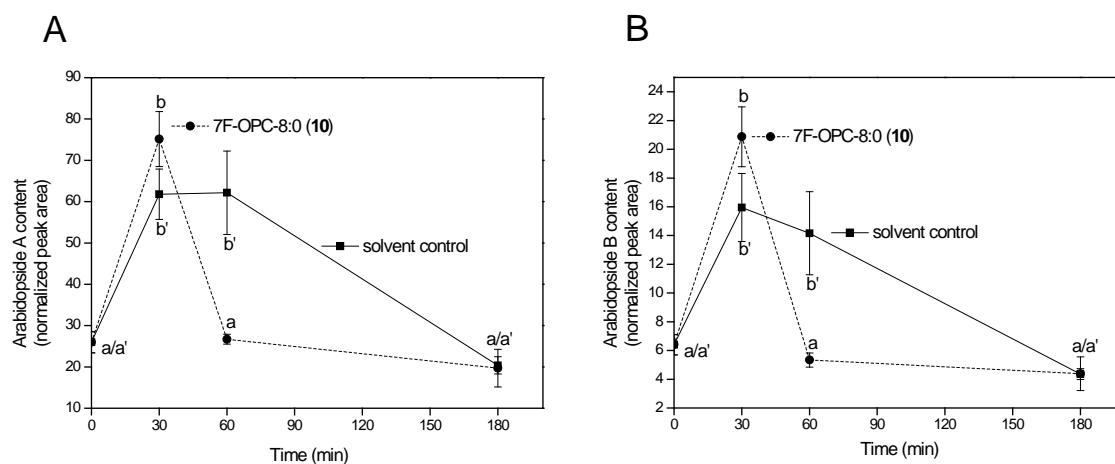 A
Arabidopside A content
(normalized peak area)
90
80
70
60
50
40
30
20
10
0
30
60
90
120
150
180
Time (min)
b
7F-OPC-8:0 (10)
b'
b'
solvent control
a/a'
a
a/a'
B
Arabidopside B content
(normalized peak area)
24
22
20
18
16
14
12
10
8
6
4
2
0
30
60
90
120
150
180
Time (min)
b
7F-OPC-8:0 (10)
b'
b'
solvent control
a/a'
a
a/a'